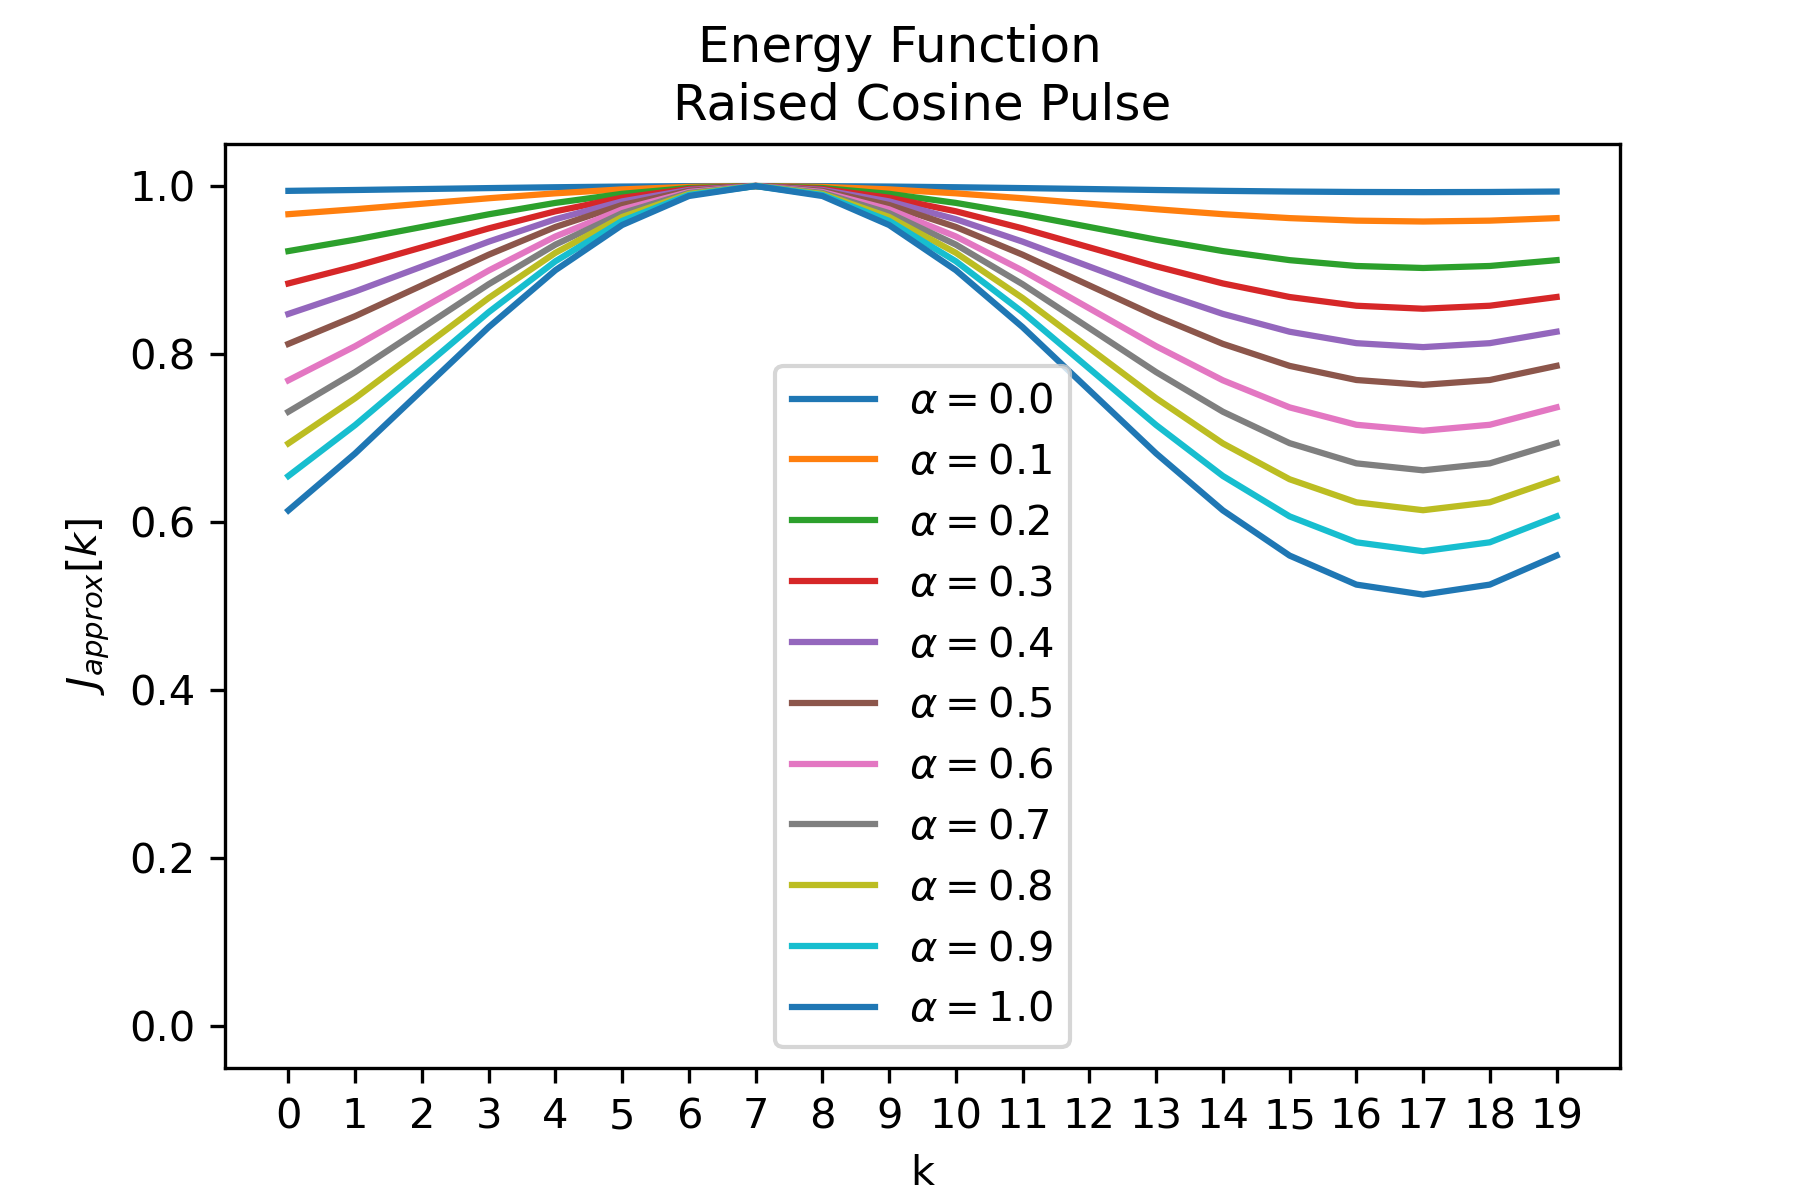 Energy Function
Raised Cosine Pulse
1.0
0.8
0.6
0.4
0.2
0.0
J_{approx}[k]
α = 0.0
α = 0.1
α = 0.2
α = 0.3
α = 0.4
α = 0.5
α = 0.6
α = 0.7
α = 0.8
α = 0.9
α = 1.0
0 1 2 3 4 5 6 7 8 9 10 11 12 13 14 15 16 17 18 19
k